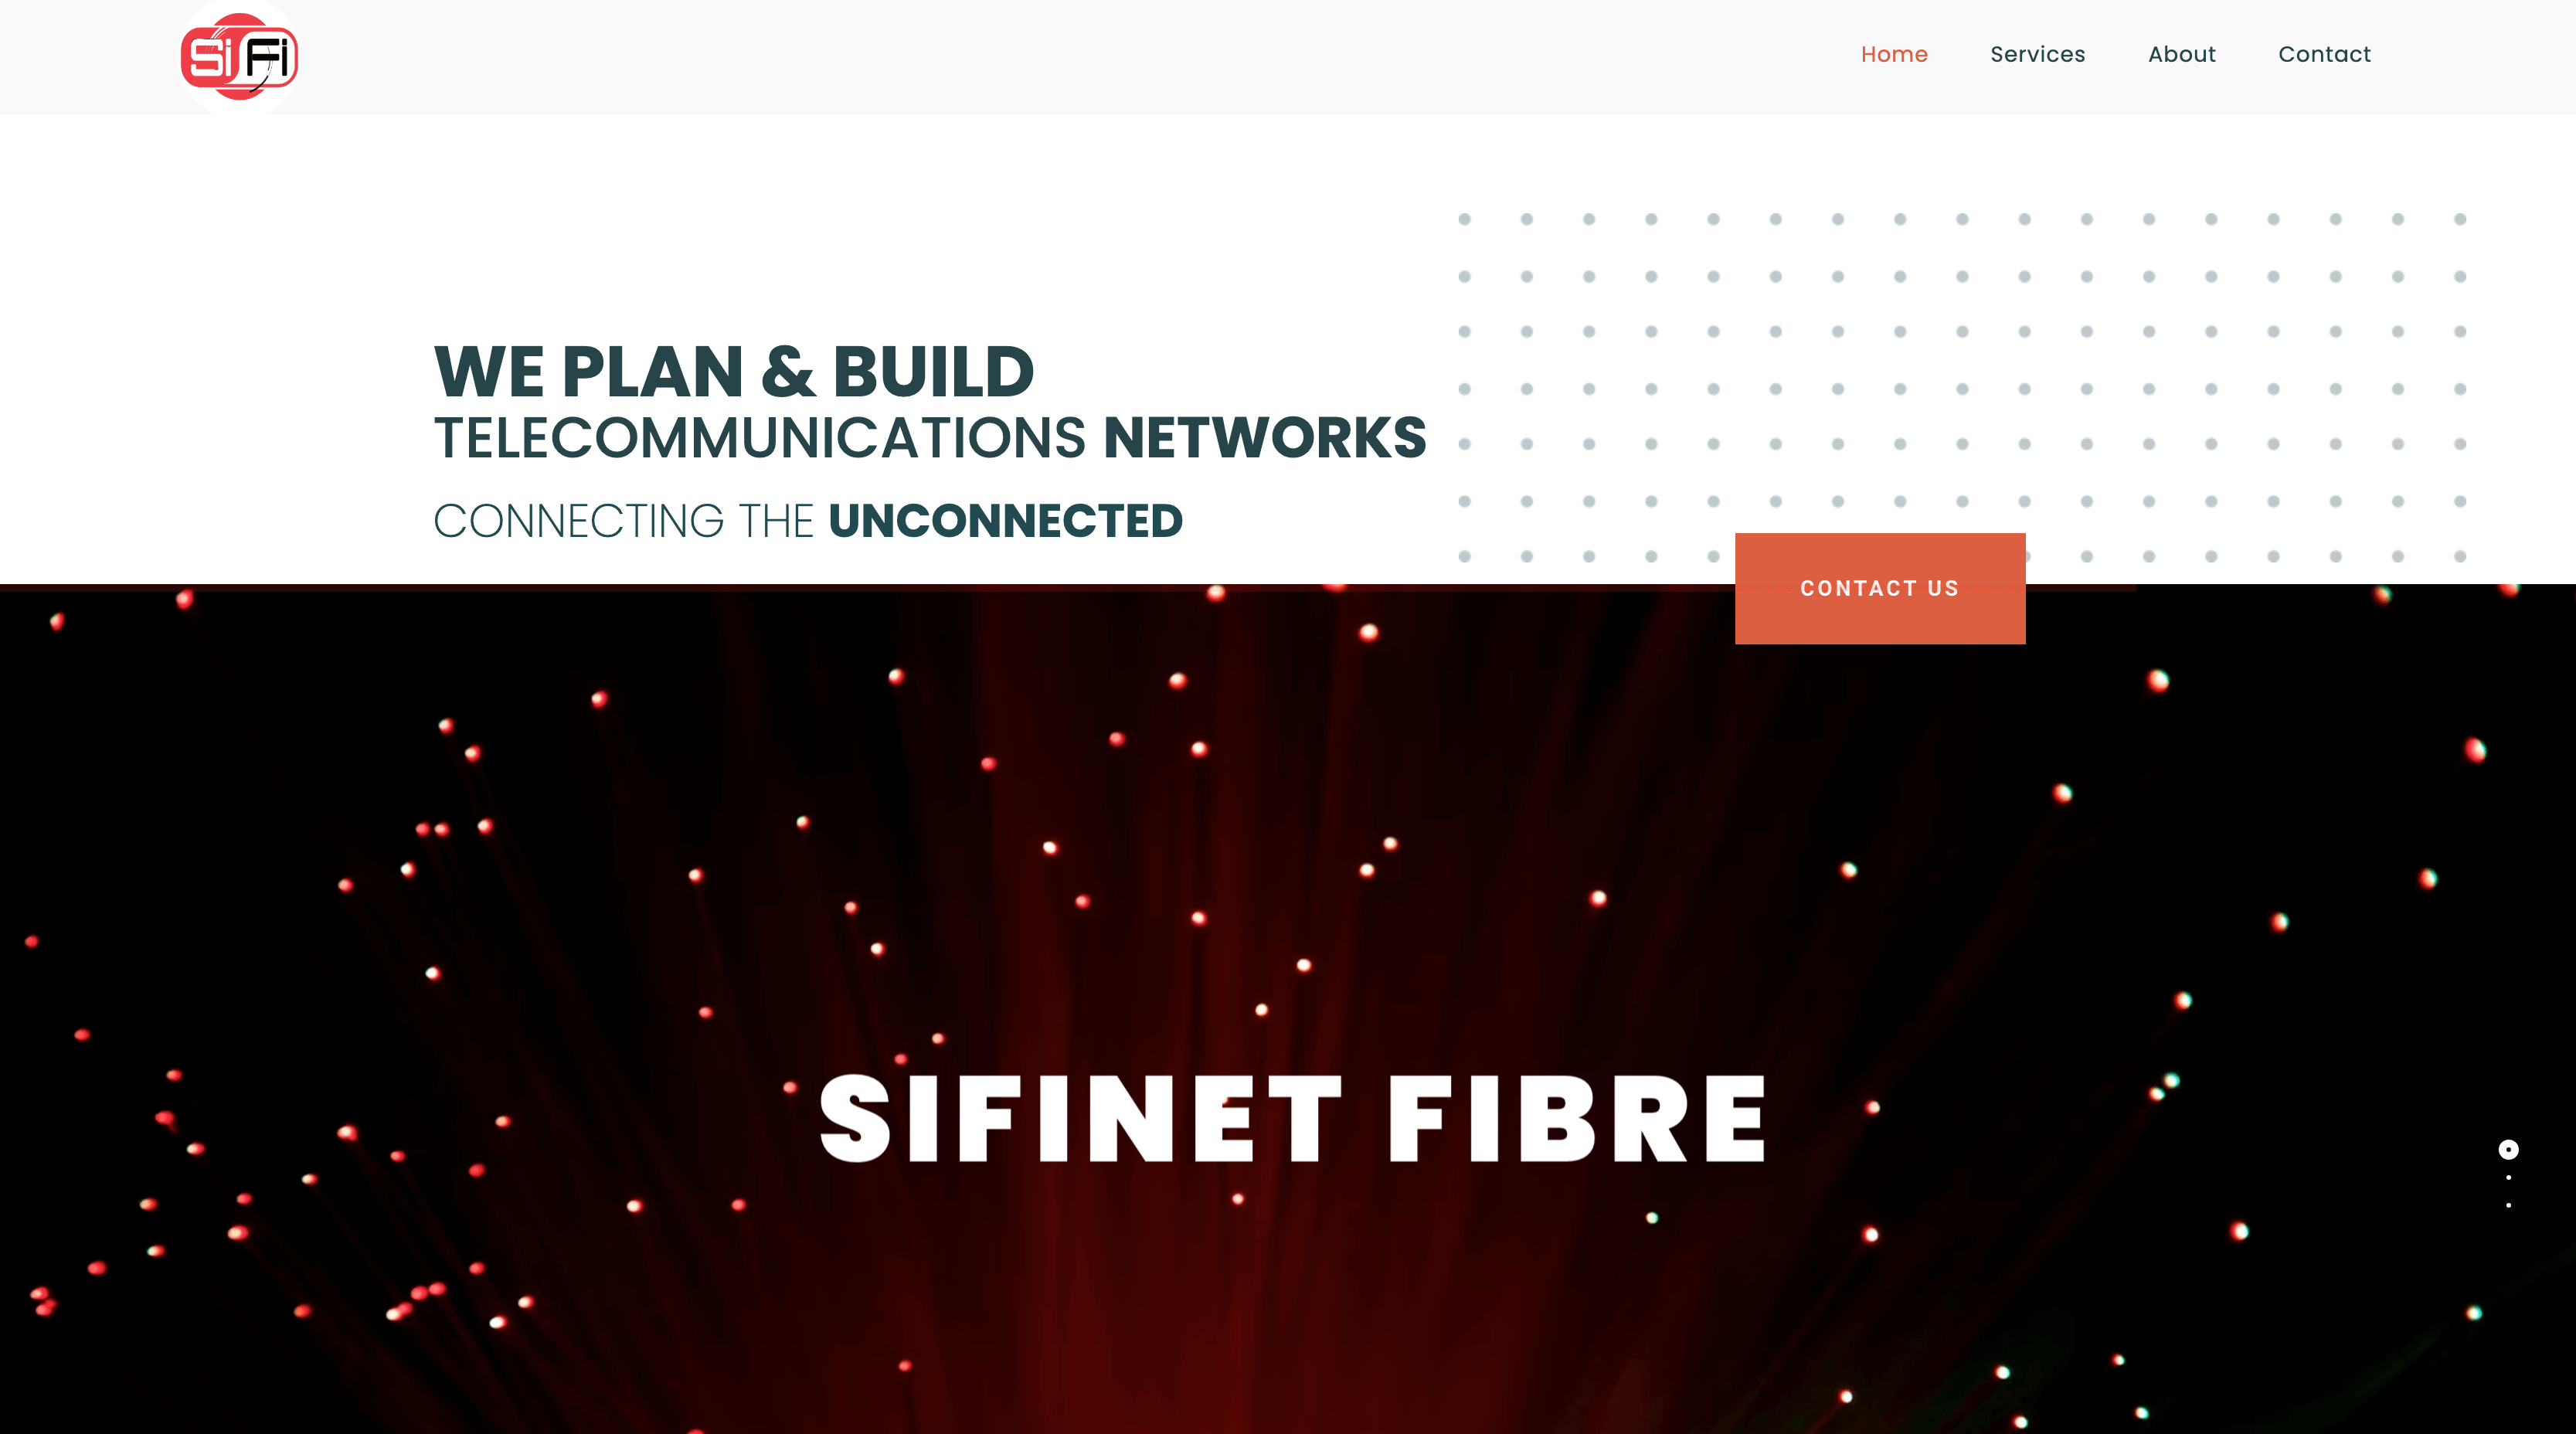 SiFi
Home
Services
About
Contact
WE PLAN & BUILD
TELECOMMUNICATIONS NETWORKS
CONNECTING THE UNCONNECTED
CONTACT US
SIFINET FIBRE